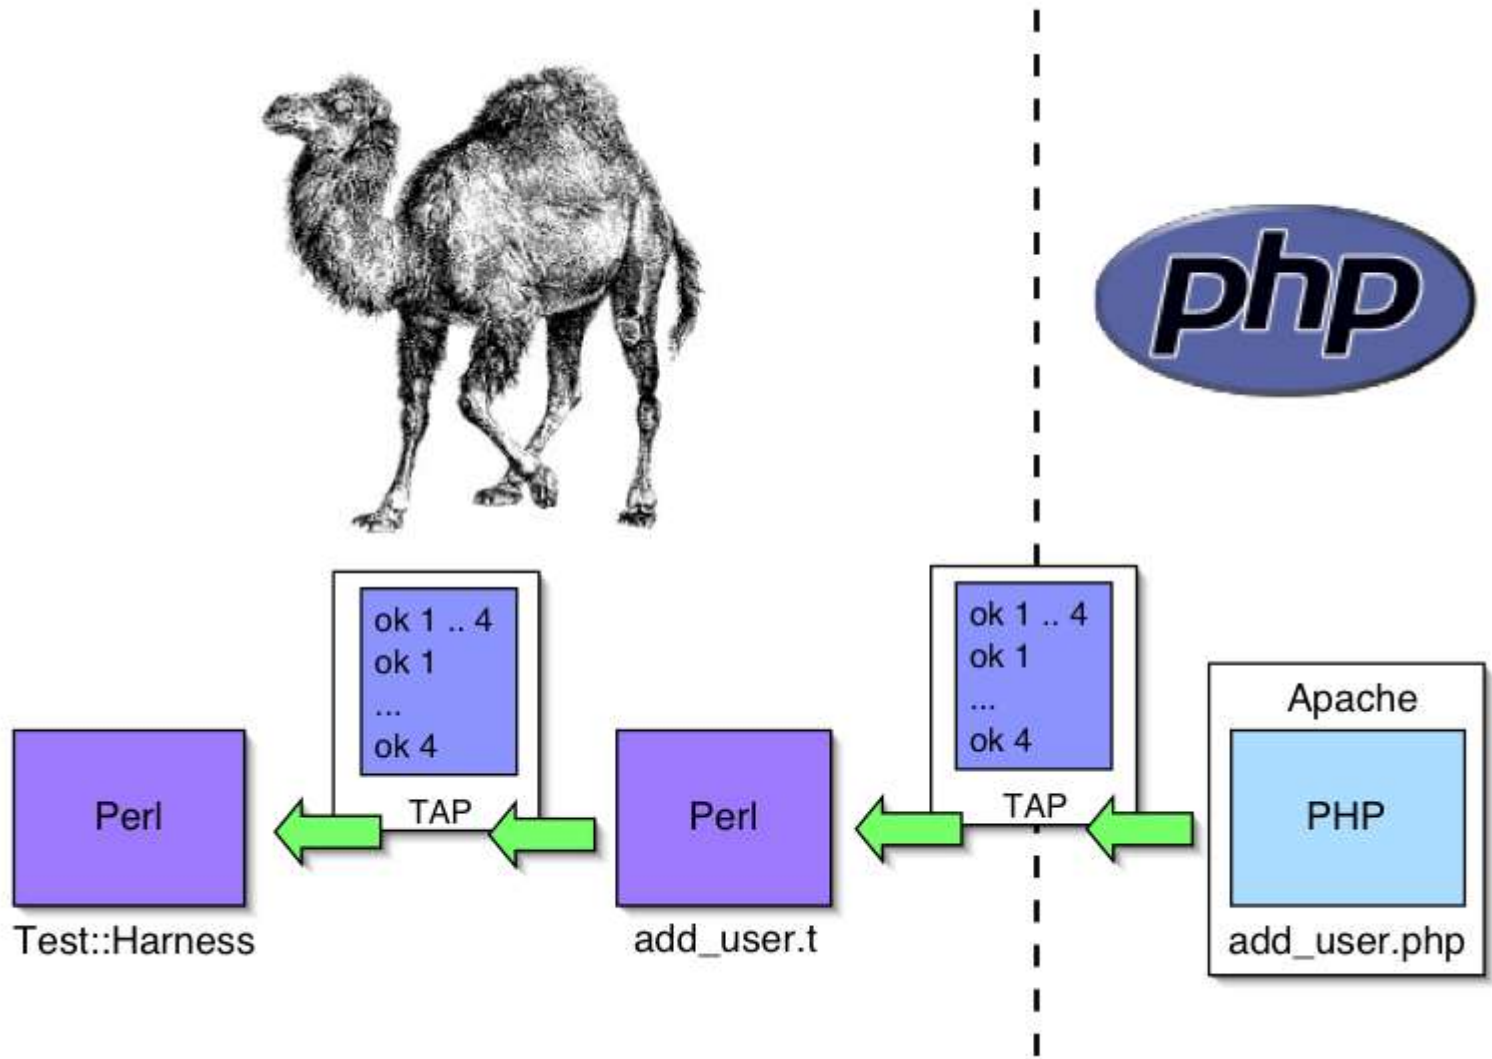 php
ok 1 .. 4
ok 1
...
ok 4
TAP
ok 1 .. 4
ok 1
...
ok 4
TAP
Perl
Test::Harness
Perl
add_user.t
Apache
PHP
add_user.php